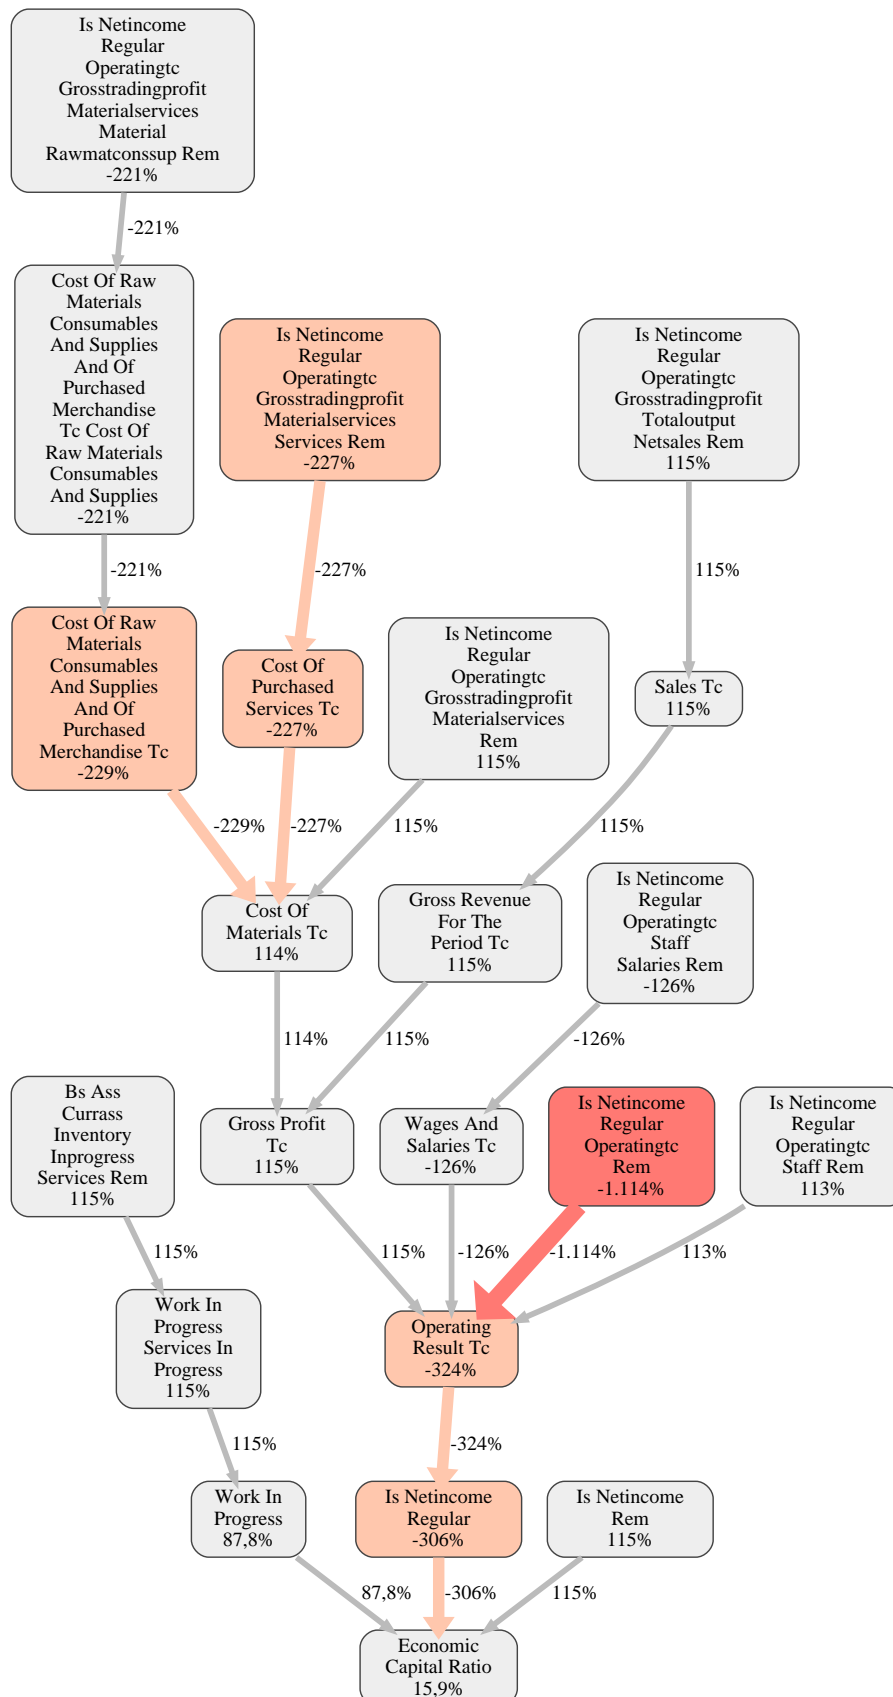 Is Netincome
Regular
Operatingtc
Grosstradingprofit
Materialservices
Material
Rawmatconssup Rem
-221%
-221%
Cost Of Raw
Materials
Consumables
And Supplies
And Of
Purchased
Merchandise
Tc Cost Of
Raw Materials
Consumables
And Supplies
-221%
Is Netincome
Regular
Operatingtc
Grosstradingprofit
Materialservices
Services Rem
-227%
Is Netincome
Regular
Operatingtc
Grosstradingprofit
Totaloutput
Netsales Rem
115%
-221%
-227%
115%
Cost Of Raw
Materials
Consumables
And Supplies
And Of
Purchased
Merchandise Tc
-229%
Cost Of
Purchased
Services Tc
-227%
Is Netincome
Regular
Operatingtc
Grosstradingprofit
Materialservices
Rem
115%
Sales Tc
115%
-229%
-227%
115%
115%
Cost Of
Materials Tc
114%
Gross Revenue
For The
Period Tc
115%
Is Netincome
Regular
Operatingtc
Staff
Salaries Rem
-126%
114%
115%
-126%
Bs Ass
Currass
Inventory
Inprogress
Services Rem
115%
Gross Profit
Tc
115%
Wages And
Salaries Tc
-126%
Is Netincome
Regular
Operatingtc
Rem
-1.114%
Is Netincome
Regular
Operatingtc
Staff Rem
113%
115%
115%
-126%
-1.114%
113%
Work In
Progress
Services In
Progress
115%
Operating
Result Tc
-324%
115%
-324%
Work In
Progress
87,8%
Is Netincome
Regular
-306%
Is Netincome
Rem
115%
87,8%
-306%
115%
Economic
Capital Ratio
15,9%